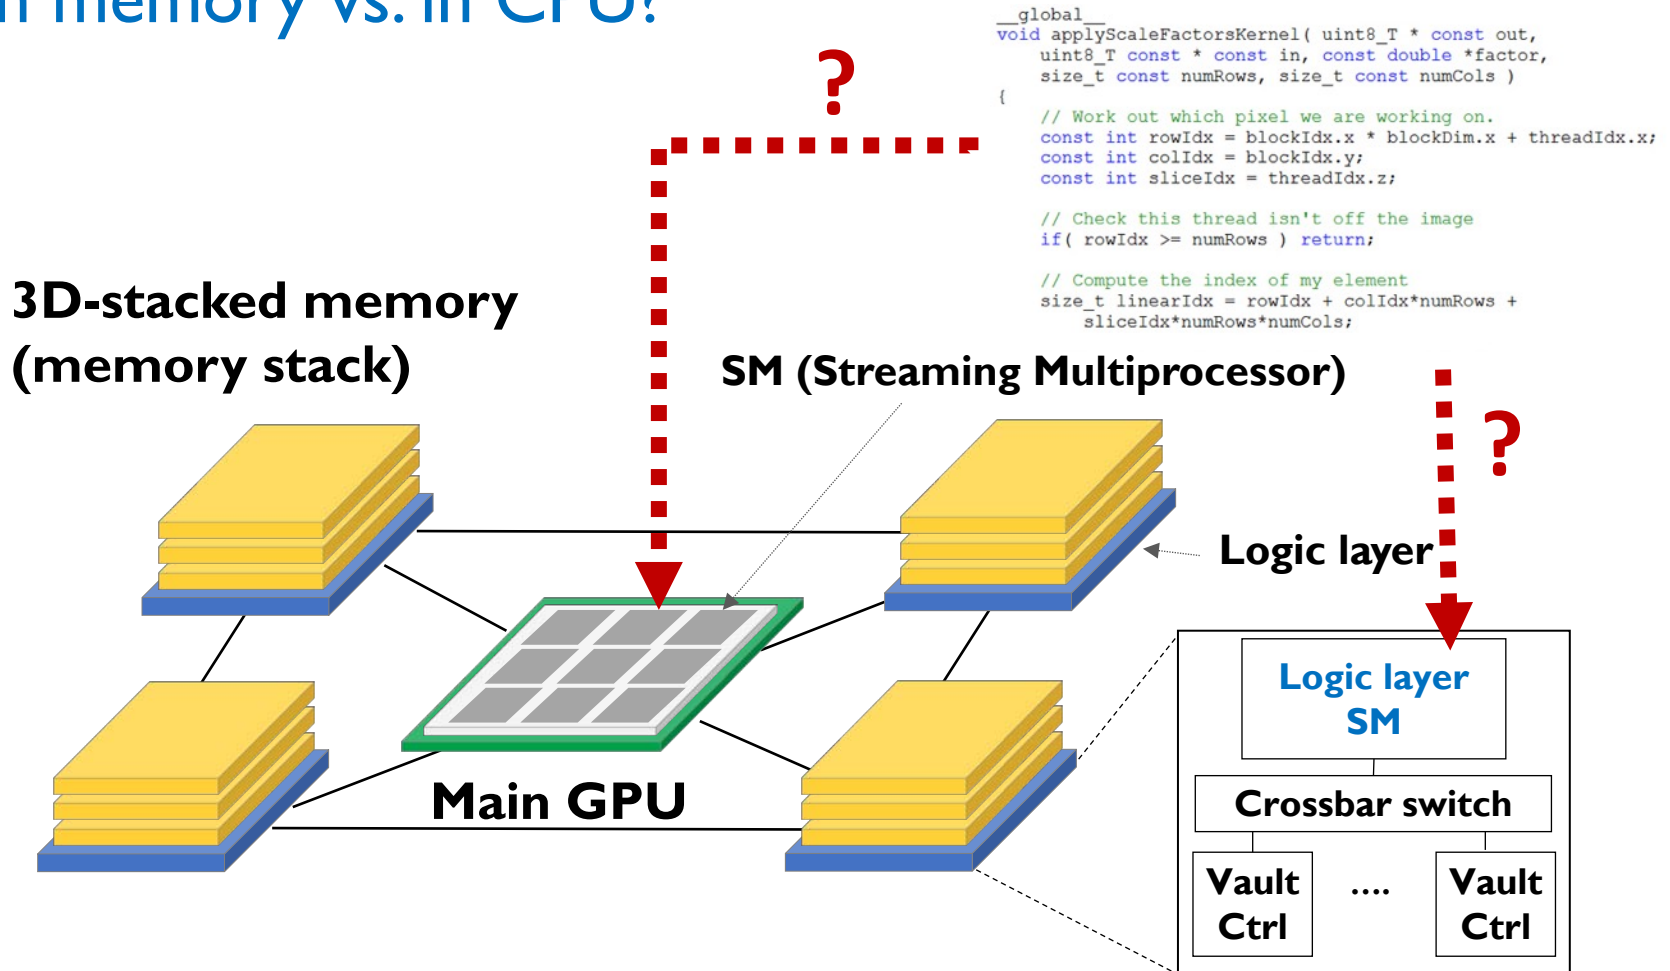 memory vs. in CPU?
__global__
void applyScaleFactorsKernel( uint8_T * const out,
uint8_T const * const in, const double *factor,
size_t const numRows, size_t const numCols )
{
// Work out which pixel we are working on.
const int rowIdx = blockIdx.x * blockDim.x + threadIdx.x;
const int colIdx = blockIdx.y;
const int sliceIdx = threadIdx.z;
// Check this thread isn't off the image
if( rowIdx >= numRows ) return;
// Compute the index of my element
size_t linearIdx = rowIdx + colIdx*numRows +
sliceIdx*numRows*numCols;
?
3D-stacked memory
(memory stack)
SM (Streaming Multiprocessor)
?
Logic layer
Main GPU
Logic layer
SM
Crossbar switch
Vault
Ctrl
....
Vault
Ctrl